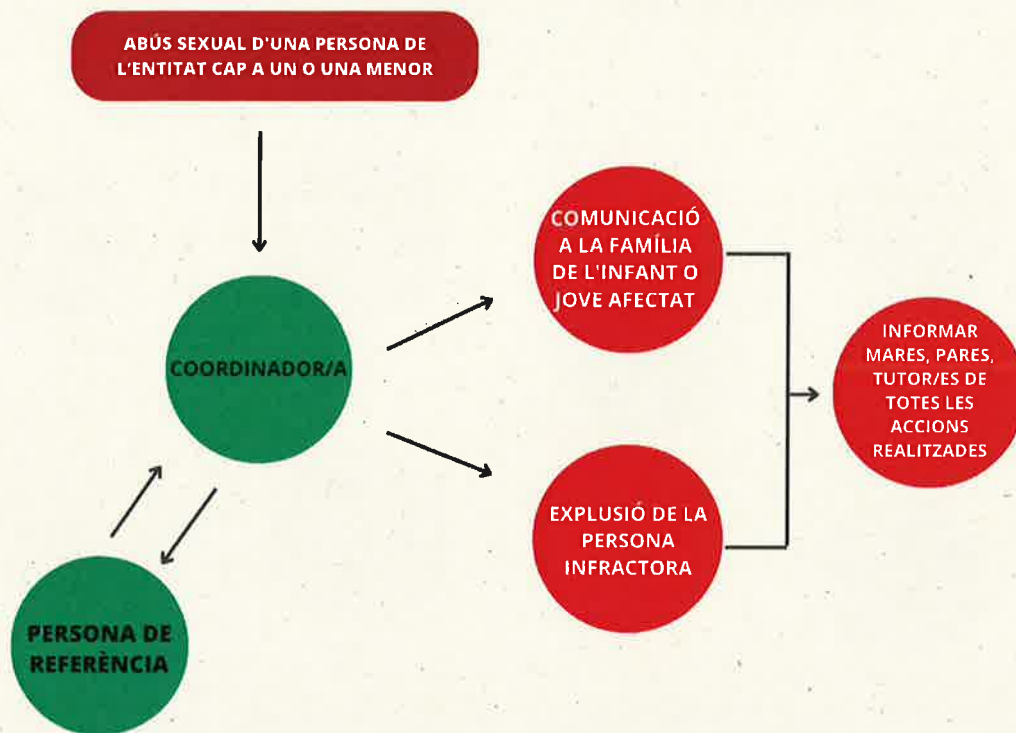 ABÚS SEXUAL D'UNA PERSONA DE
L'ENTITAT CAP A UN O UNA MENOR
COMUNICACIÓ
A LA FAMÍLIA
DE L'INFANT O
JOVE AFECTAT
COORDINADOR/A
INFORMAR
MARES, PARES,
TUTOR/ES DE
TOTES LES
ACCIONS
REALITZADES
EXPLUSIÓ DE LA
PERSONA
INFRACTORA
PERSONA DE
REFERÈNCIA